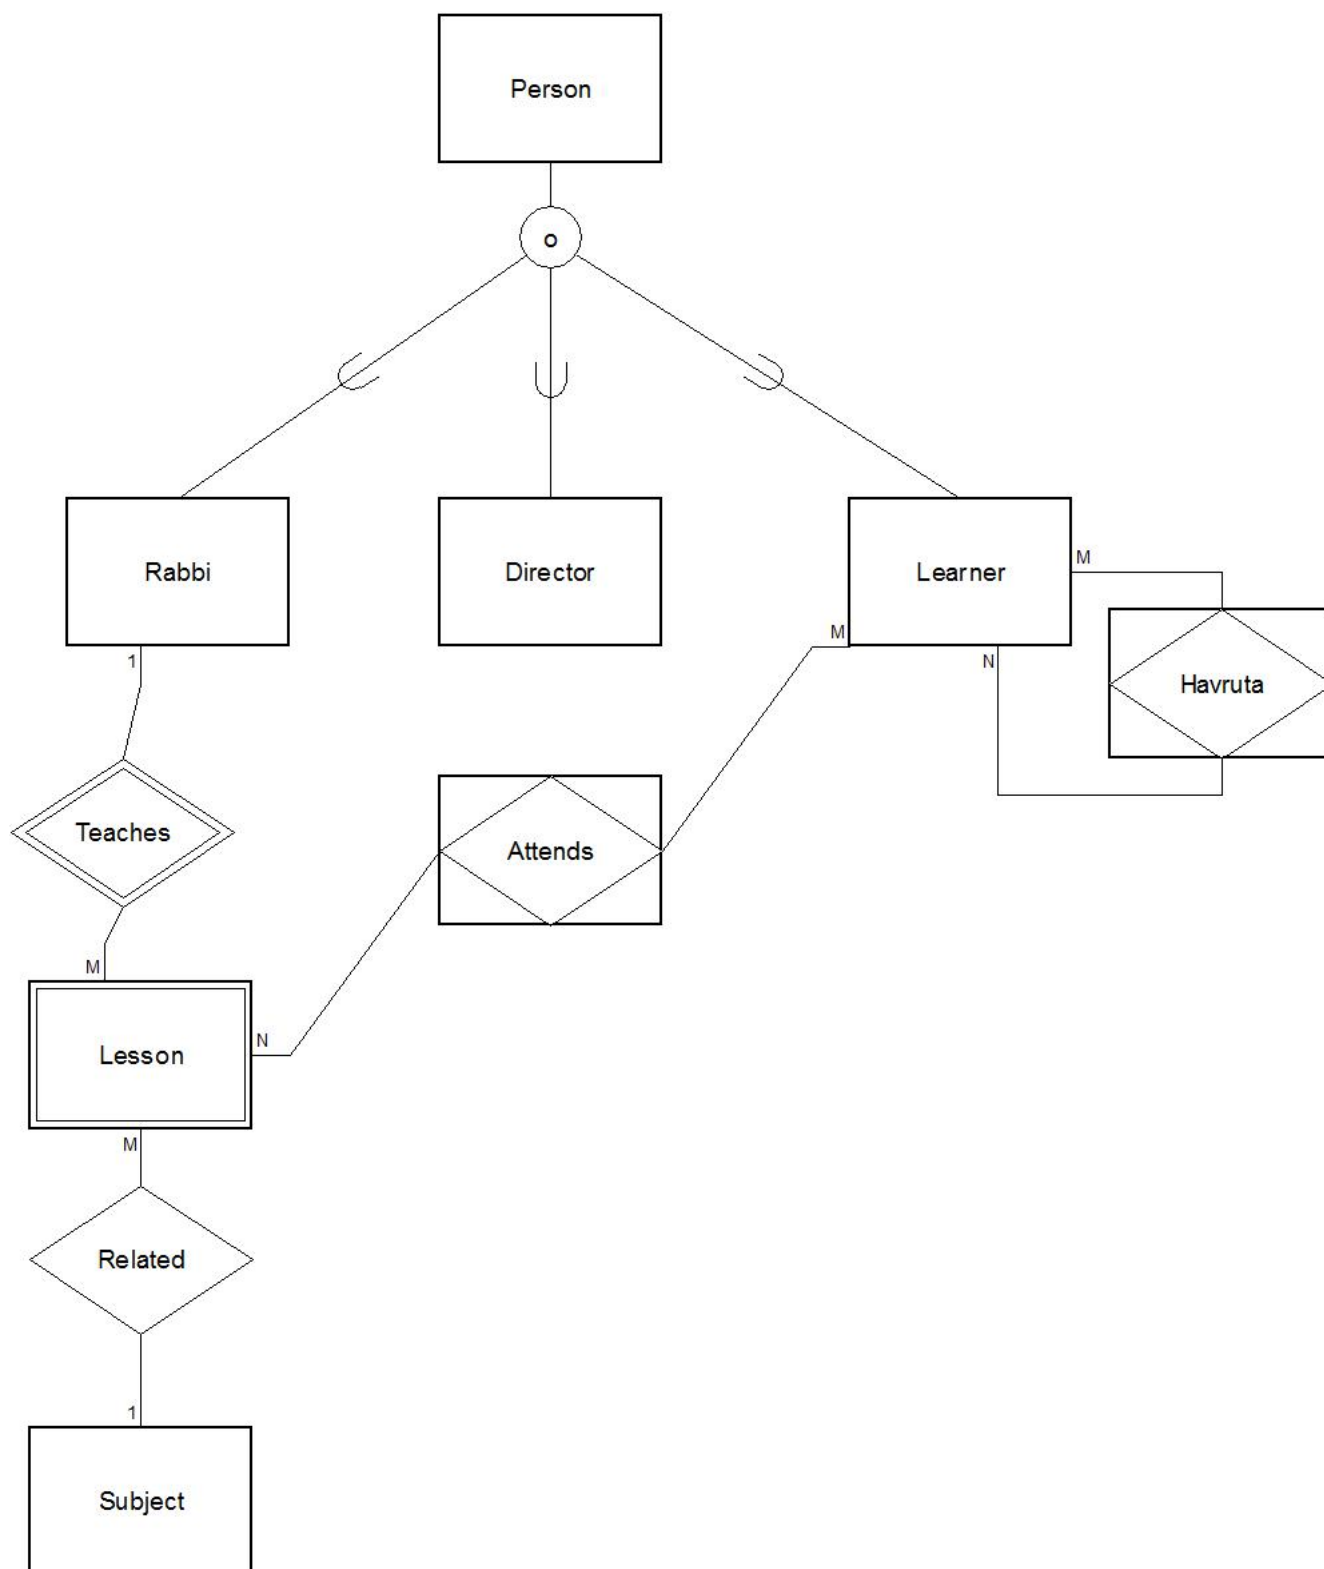 Person
o
Rabbi
Director
Learner
M
M
1
N
Havruta
Teaches
Attends
M
N
Lesson
M
Related
1
Subject